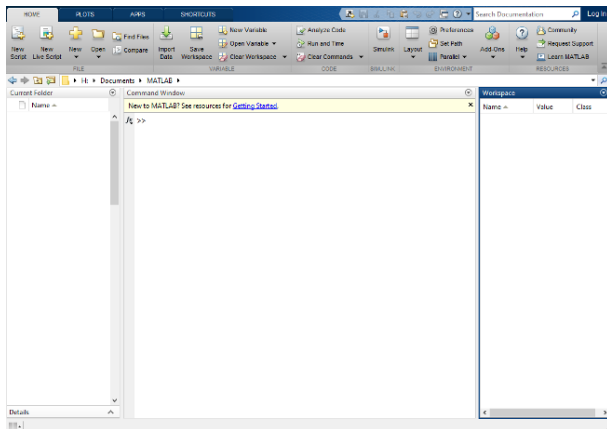 HOME PLOTS APPS SHORTCUTS Search Documentation Log In
New Script
New Live Script
New
Open
Find Files
Compare
Import Data
Save Workspace
New Variable
Open Variable
Clear Workspace
Analyze Code
Run and Time
Clear Commands
Simulink
Layout
Preferences
Set Path
Parallel
Add-Ons
Help
Community
Request Support
Learn MATLAB
FILE VARIABLE CODE SIMULINK ENVIRONMENT RESOURCES
H: Documents MATLAB
Current Folder
Name
Command Window
New to MATLAB? See resources for Getting Started.
fx >>
Workspace
Name Value Class
Details